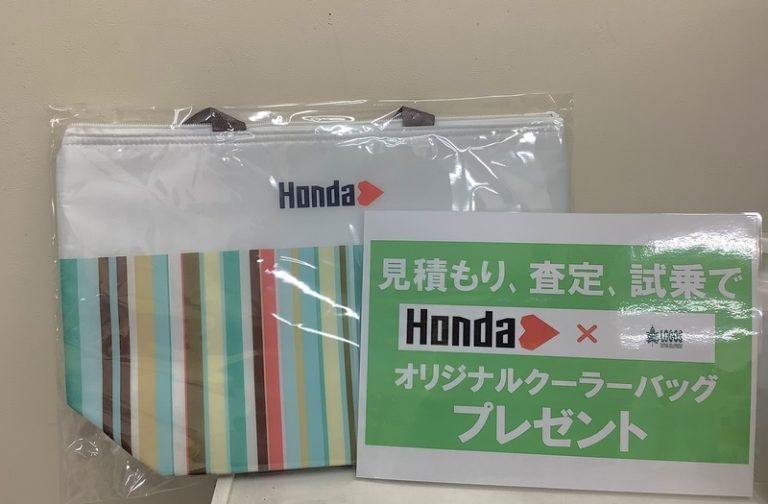 Honda
見積もり、査定、試乗で
Honda × LOGOS
オリジナルクーラーバッグ
プレゼント